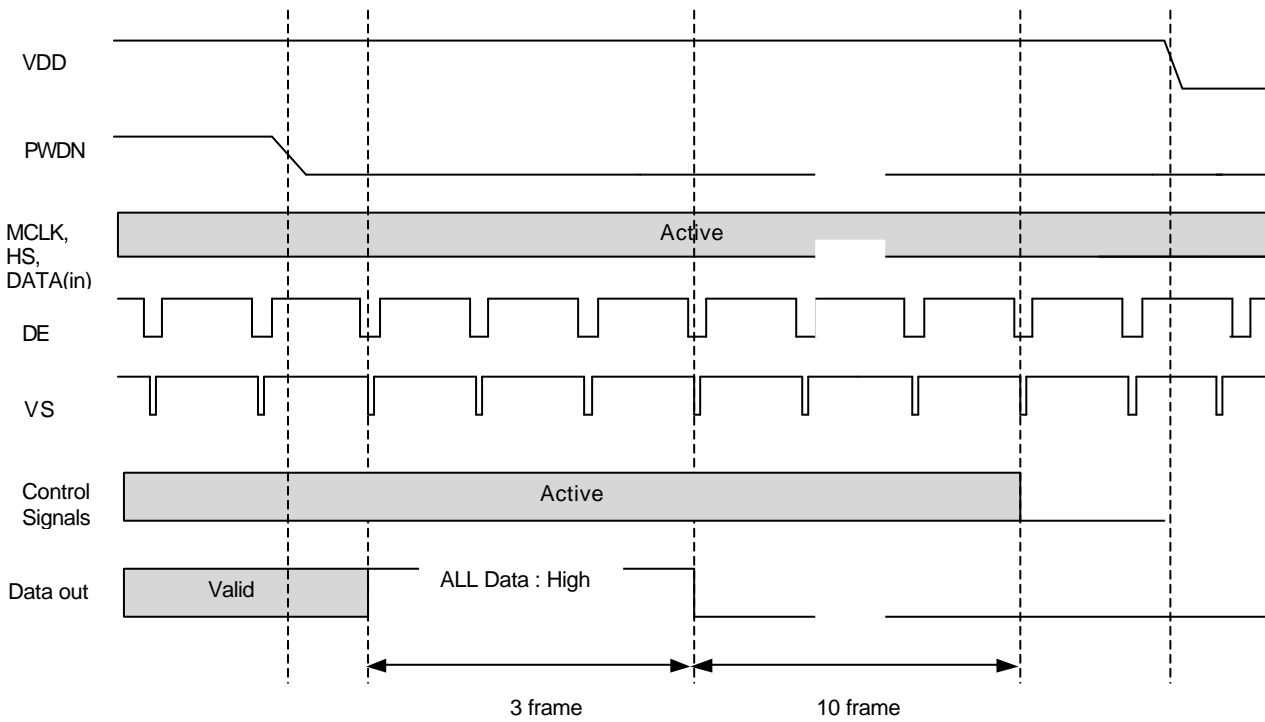 VDD
PWDN
MCLK,
HS,
DATA(in)
Active
DE
VS
Control
Signals
Active
Data out
Valid
ALL Data : High
3 frame
10 frame